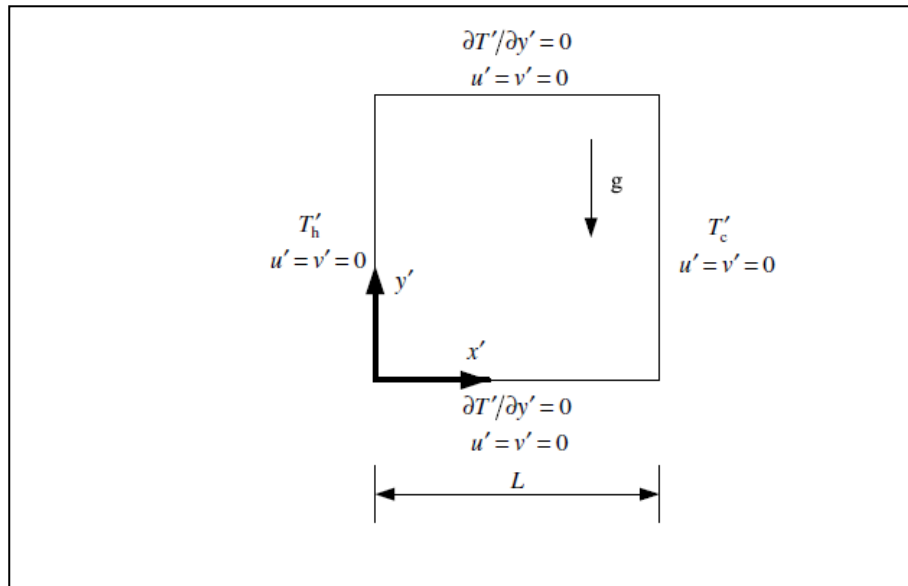 ∂T′/∂y′ = 0
u′ = v′ = 0
g
T′h
u′ = v′ = 0
T′c
u′ = v′ = 0
y′
x′
∂T′/∂y′ = 0
u′ = v′ = 0
L